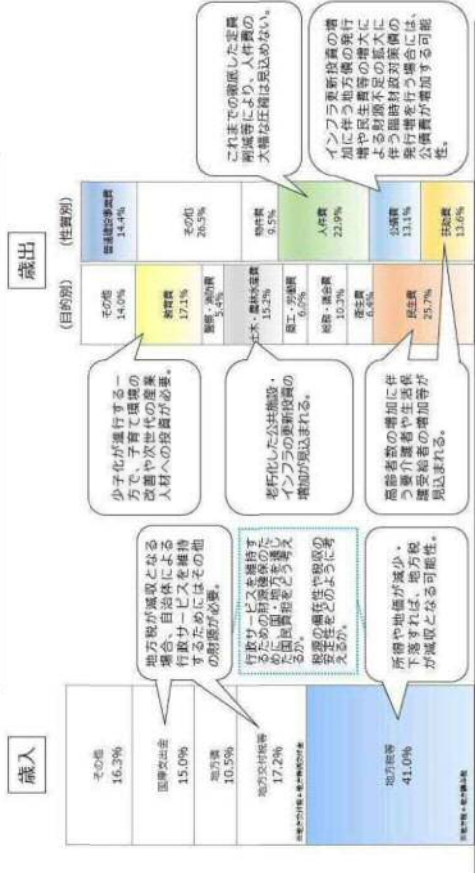 歳入
その他
16.3%
国庫支出金
15.0%
地方債
10.5%
地方交付税等
17.2%
地方税等
41.0%
地方税が減収となる
場合、自治体による
行政サービスを維持
するためにはその他
の財源が必要。
行政サービスを維持す
るための財源確保のた
めに、国・地方を通じ
た国民負担をどう考え
るか。
税源の偏在性や税収の
安定性をどのように考
えるか。
所得や地価が減少・
下落すれば、地方税
が減収となる可能性。
歳出
(目的別)
その他
14.0%
教育費
17.1%
警察・消防費
5.4%
土木・農林水産費
15.2%
商工・労働費
6.0%
総務・議会費
10.3%
衛生費
6.4%
民生費
25.7%
少子化が進行する一
方で、子育て環境の
改善や次世代の産業
人材への投資が必要。
老朽化した公共施設・
インフラの更新投資の
増加が見込まれる。
高齢者数の増加に伴
う要介護者や生活保
護受給者の増加等が
見込まれる。
(性質別)
普通建設事業費
14.4%
その他
26.5%
物件費
9.5%
人件費
22.9%
公債費
13.1%
扶助費
13.6%
これまでの徹底した定員
削減等により、人件費の
大幅な圧縮は見込めない。
インフラ更新投資の増
加に伴う地方債の発行
増や民生費等の増大に
よる財源不足の拡大に
伴う臨時財政対策債の
発行増を行う場合には、
公債費が増加する可能
性。